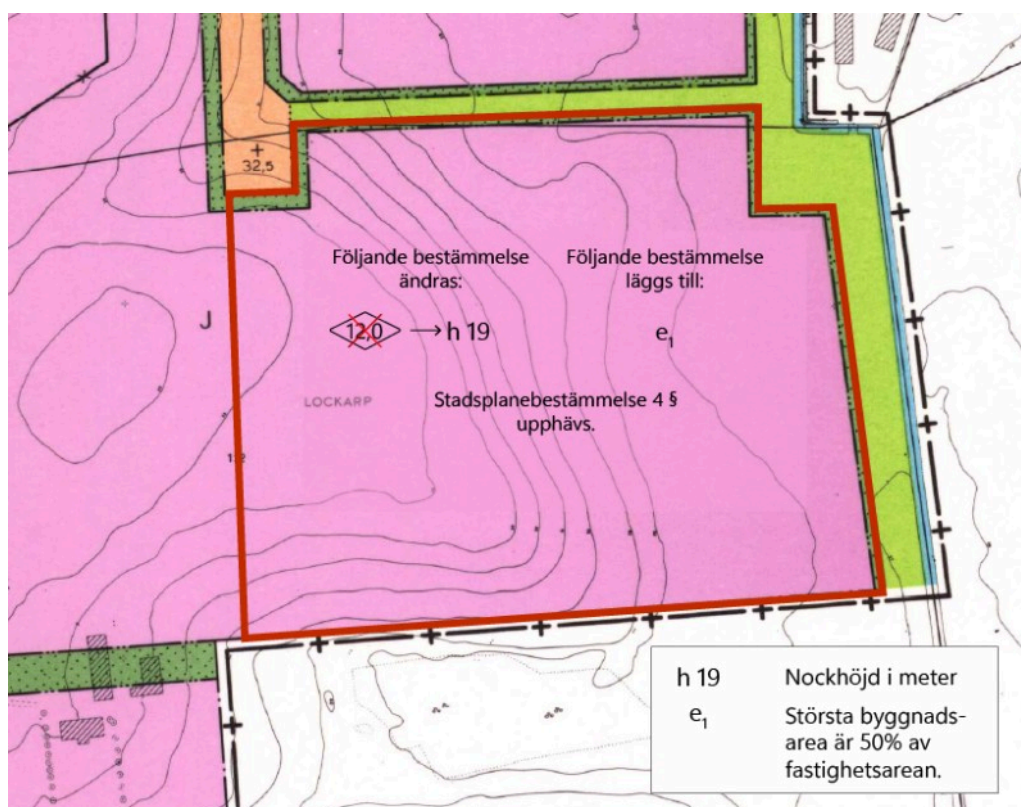 32,5
Följande bestämmelse
ändras:
Följande bestämmelse
läggs till:
J
12,0 → h 19
e₁
LOCKARP
Stadsplanebestämmelse 4 §
upphävs.
h 19 Nockhöjd i meter
e₁ Största byggnads-
area är 50% av
fastighetsarean.